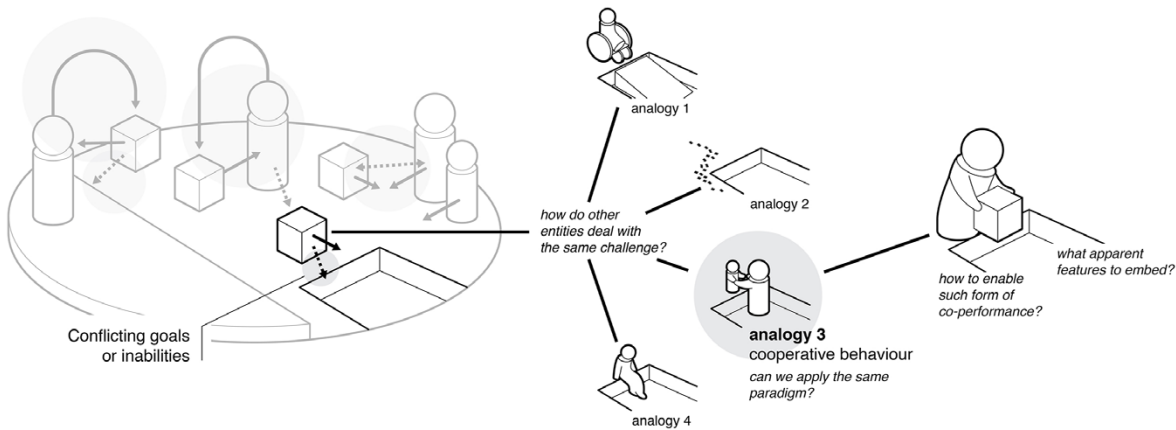 Conflicting goals
or inabilities
how do other
entities deal with
the same challenge?
analogy 1
analogy 2
analogy 3
cooperative behaviour
can we apply the same
paradigm?
analogy 4
how to enable
such form of
co-performance?
what apparent
features to embed?